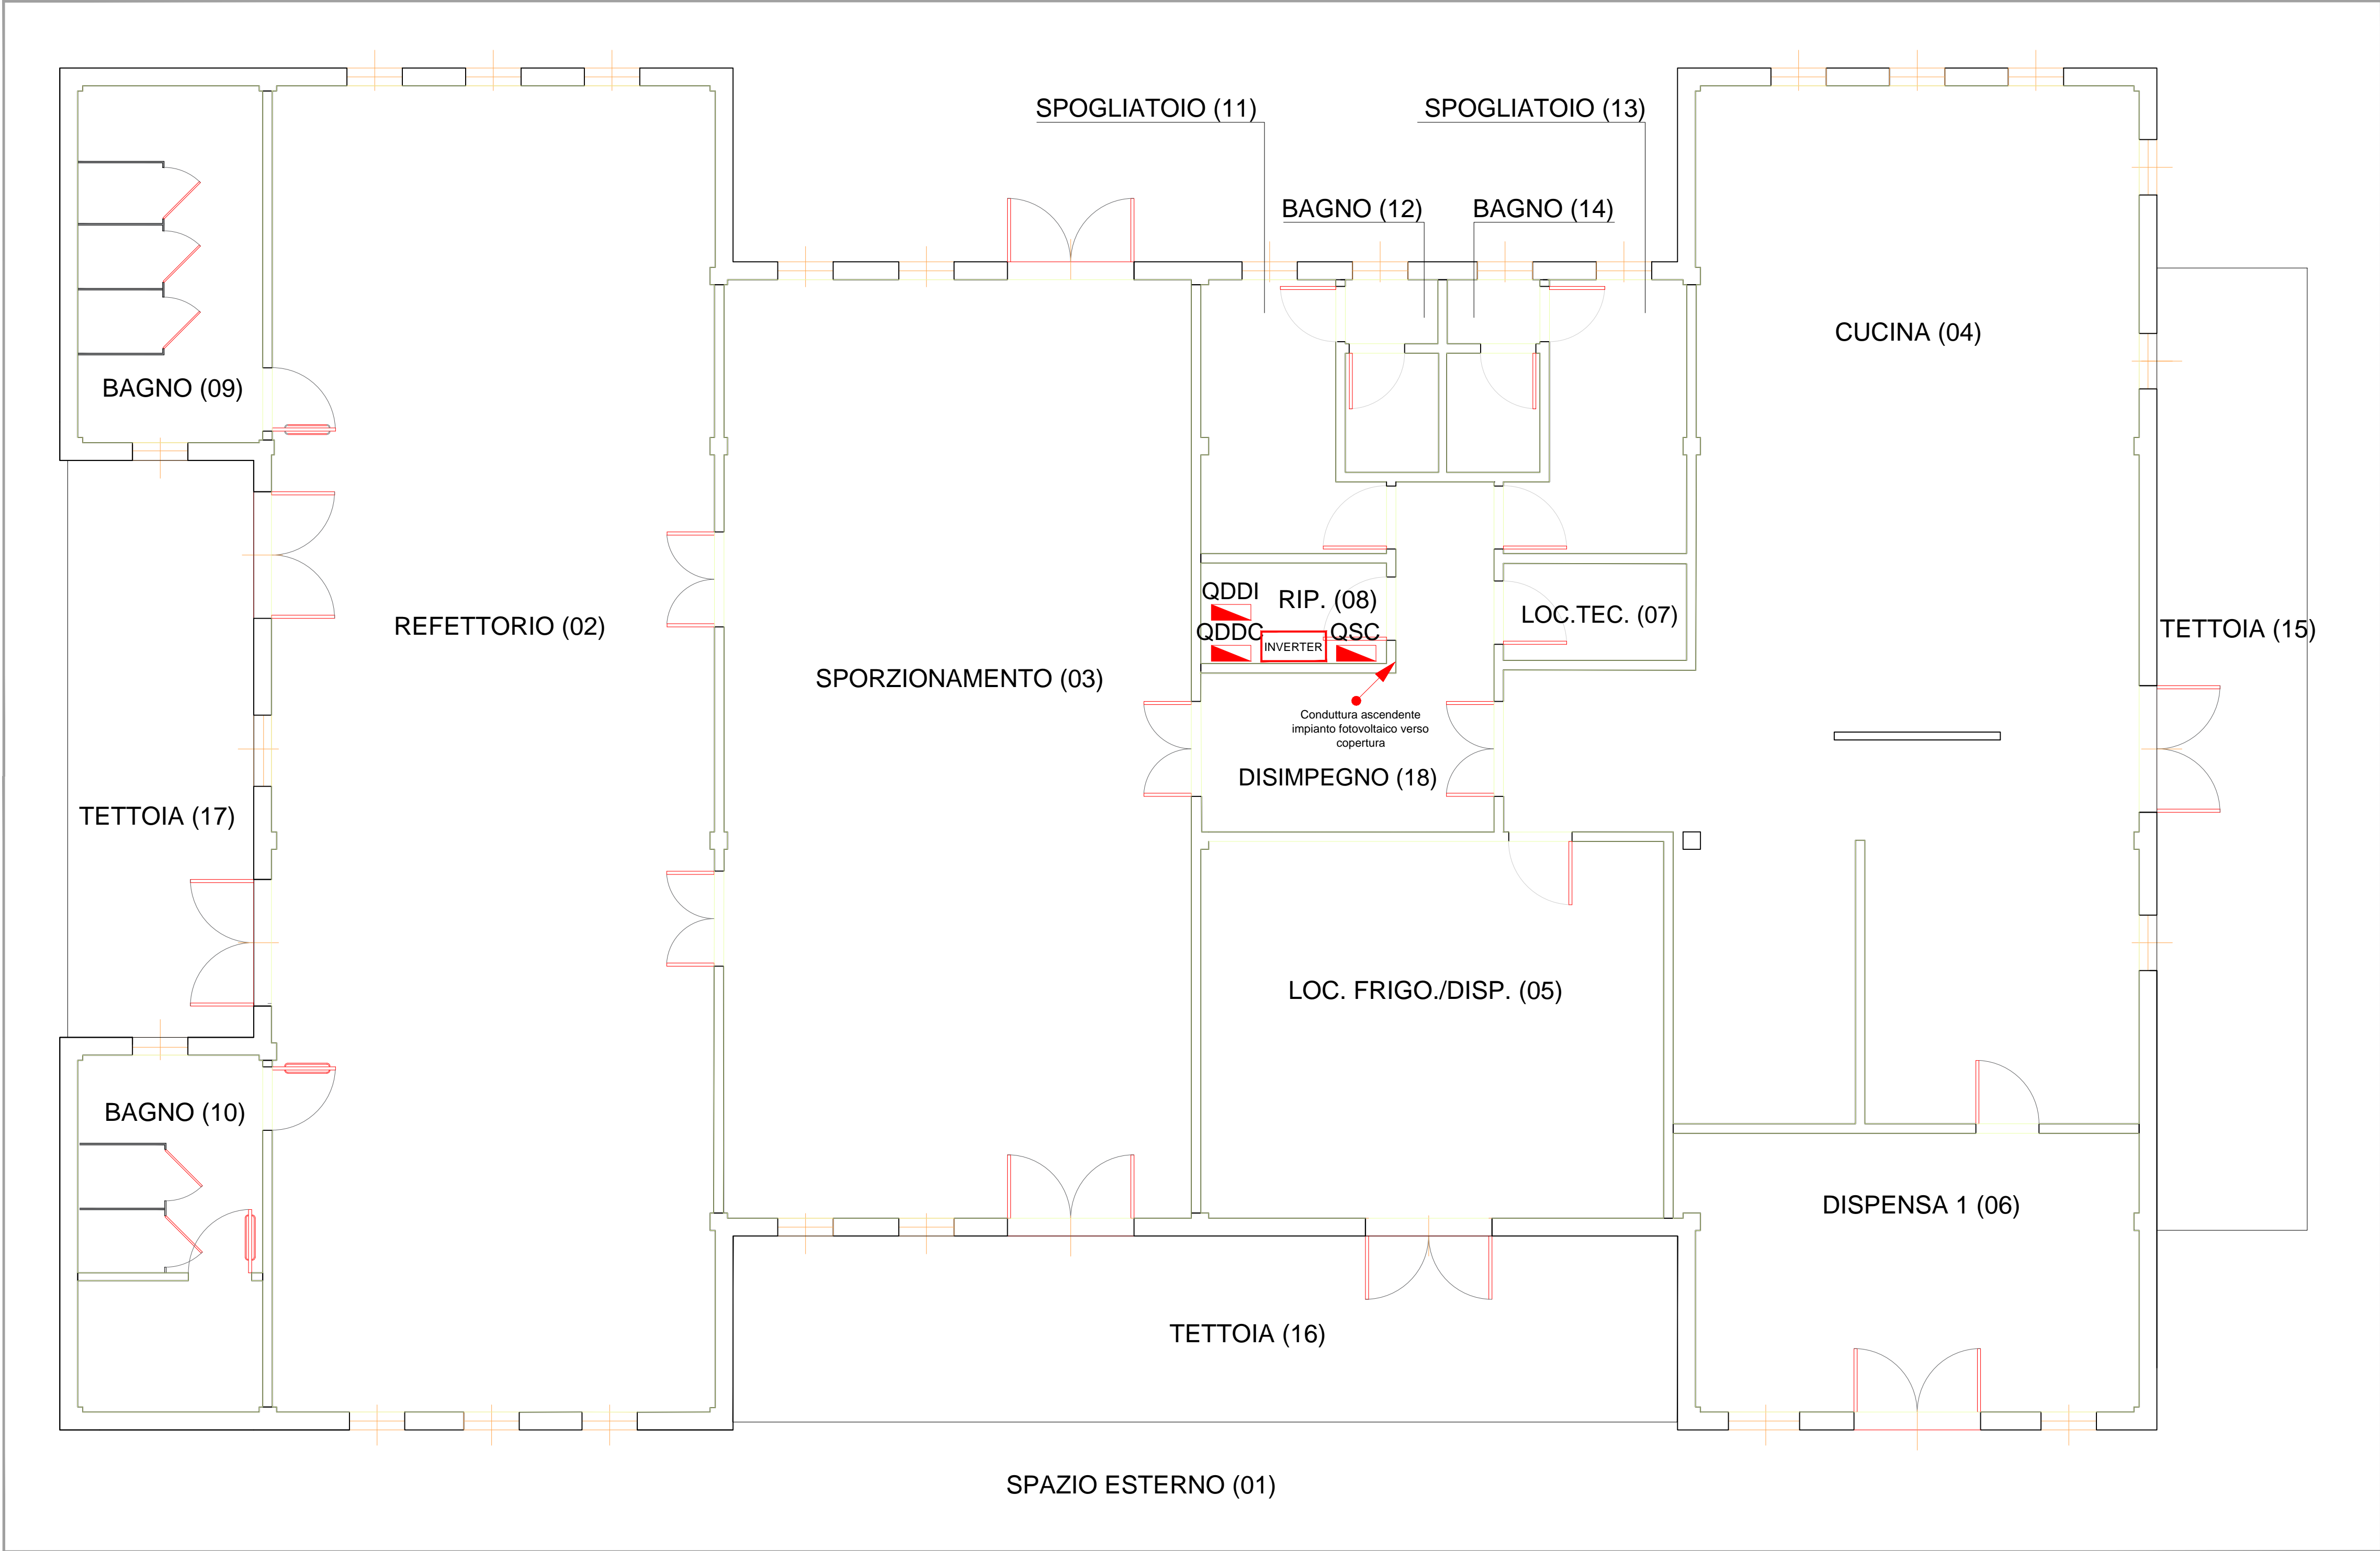 SPOGLIATOIO (11)
SPOGLIATOIO (13)
BAGNO (12)
BAGNO (14)
CUCINA (04)
BAGNO (09)
QDDI
RIP. (08)
LOC.TEC. (07)
REFETTORIO (02)
TETTOIA (15)
QDDC
INVERTER
QSC
SPORZIONAMENTO (03)
Conduttura ascendente
impianto fotovoltaico verso
copertura
DISIMPEGNO (18)
TETTOIA (17)
LOC. FRIGO./DISP. (05)
BAGNO (10)
DISPENSA 1 (06)
TETTOIA (16)
SPAZIO ESTERNO (01)